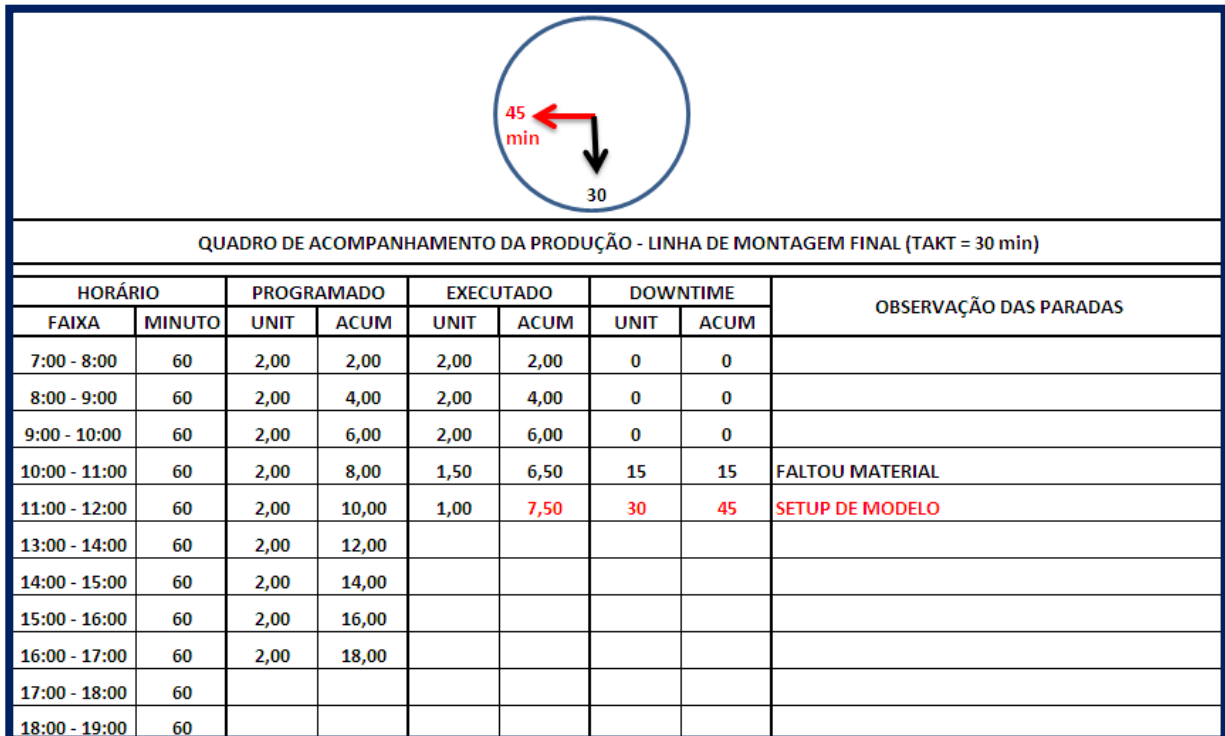 45
min
30
QUADRO DE ACOMPANHAMENTO DA PRODUÇÃO - LINHA DE MONTAGEM FINAL (TAKT = 30 min)
HORÁRIO PROGRAMADO EXECUTADO DOWNTIME OBSERVAÇÃO DAS PARADAS
FAIXA MINUTO UNIT ACUM UNIT ACUM UNIT ACUM
7:00 - 8:00 60 2,00 2,00 2,00 2,00 0 0
8:00 - 9:00 60 2,00 4,00 2,00 4,00 0 0
9:00 - 10:00 60 2,00 6,00 2,00 6,00 0 0
10:00 - 11:00 60 2,00 8,00 1,50 6,50 15 15 FALTOU MATERIAL
11:00 - 12:00 60 2,00 10,00 1,00 7,50 30 45 SETUP DE MODELO
13:00 - 14:00 60 2,00 12,00
14:00 - 15:00 60 2,00 14,00
15:00 - 16:00 60 2,00 16,00
16:00 - 17:00 60 2,00 18,00
17:00 - 18:00 60
18:00 - 19:00 60